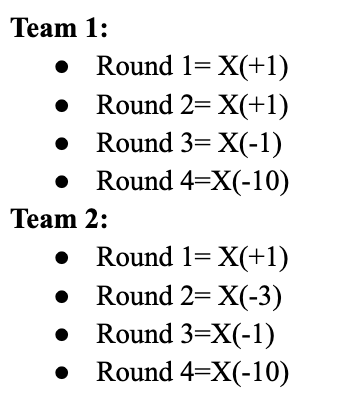 Team 1:
● Round 1= X(+1)
● Round 2= X(+1)
● Round 3= X(-1)
● Round 4=X(-10)
Team 2:
● Round 1= X(+1)
● Round 2= X(-3)
● Round 3=X(-1)
● Round 4=X(-10)